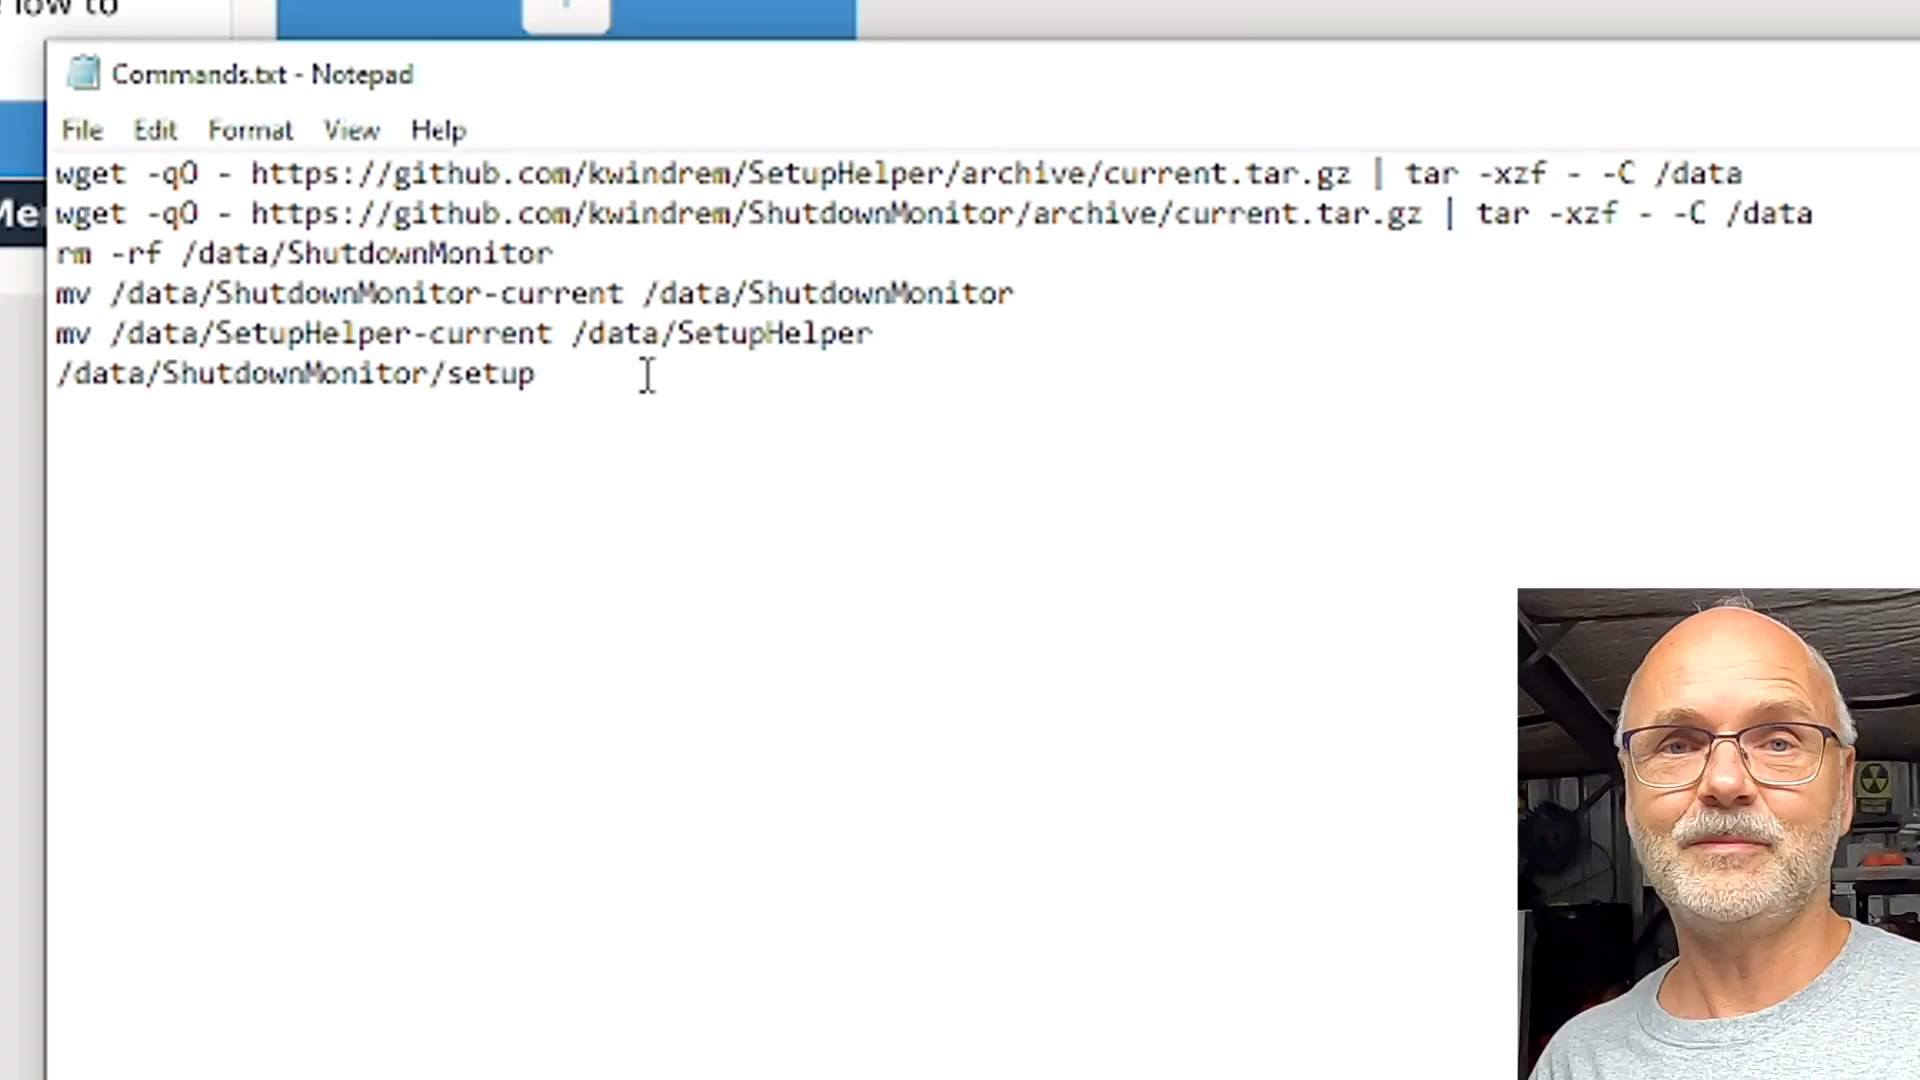 low to
Commands.txt - Notepad
File Edit Format View Help
wget -qO - https://github.com/kwindrem/SetupHelper/archive/current.tar.gz | tar -xzf - -C /data
wget -qO - https://github.com/kwindrem/ShutdownMonitor/archive/current.tar.gz | tar -xzf - -C /data
rm -rf /data/ShutdownMonitor
mv /data/ShutdownMonitor-current /data/ShutdownMonitor
mv /data/SetupHelper-current /data/SetupHelper
/data/ShutdownMonitor/setup